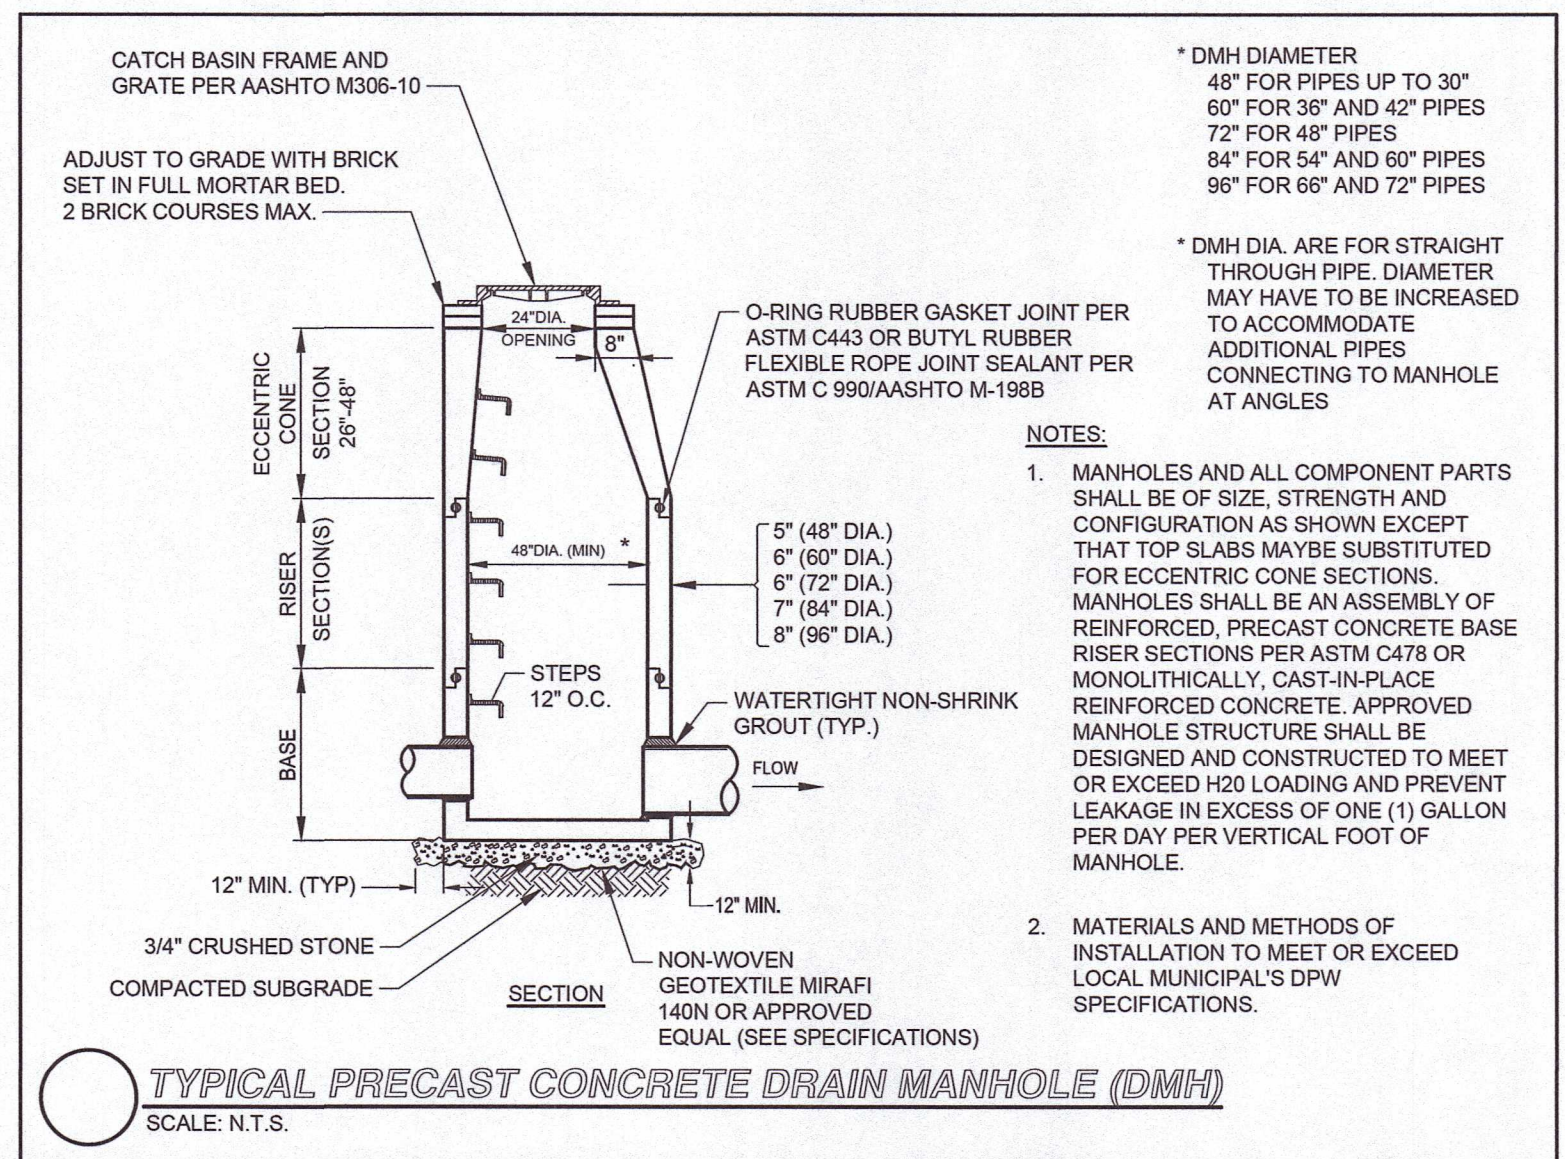 CATCH BASIN FRAME AND
GRATE PER AASHTO M306-10
ADJUST TO GRADE WITH BRICK
SET IN FULL MORTAR BED.
2 BRICK COURSES MAX.
* DMH DIAMETER
48" FOR PIPES UP TO 30"
60" FOR 36" AND 42" PIPES
72" FOR 48" PIPES
84" FOR 54" AND 60" PIPES
96" FOR 66" AND 72" PIPES
* DMH DIA. ARE FOR STRAIGHT
THROUGH PIPE. DIAMETER
MAY HAVE TO BE INCREASED
TO ACCOMMODATE
ADDITIONAL PIPES
CONNECTING TO MANHOLE
AT ANGLES
24"DIA.
OPENING
8"
O-RING RUBBER GASKET JOINT PER
ASTM C443 OR BUTYL RUBBER
FLEXIBLE ROPE JOINT SEALANT PER
ASTM C 990/AASHTO M-198B
ECCENTRIC
CONE
SECTION
26"-48"
RISER
SECTION(S)
BASE
48"DIA. (MIN) *
5" (48" DIA.)
6" (60" DIA.)
6" (72" DIA.)
7" (84" DIA.)
8" (96" DIA.)
STEPS
12" O.C.
WATERTIGHT NON-SHRINK
GROUT (TYP.)
FLOW
12" MIN. (TYP)
12" MIN.
3/4" CRUSHED STONE
COMPACTED SUBGRADE
SECTION
NON-WOVEN
GEOTEXTILE MIRAFI
140N OR APPROVED
EQUAL (SEE SPECIFICATIONS)
NOTES:
1. MANHOLES AND ALL COMPONENT PARTS
SHALL BE OF SIZE, STRENGTH AND
CONFIGURATION AS SHOWN EXCEPT
THAT TOP SLABS MAYBE SUBSTITUTED
FOR ECCENTRIC CONE SECTIONS.
MANHOLES SHALL BE AN ASSEMBLY OF
REINFORCED, PRECAST CONCRETE BASE
RISER SECTIONS PER ASTM C478 OR
MONOLITHICALLY, CAST-IN-PLACE
REINFORCED CONCRETE. APPROVED
MANHOLE STRUCTURE SHALL BE
DESIGNED AND CONSTRUCTED TO MEET
OR EXCEED H20 LOADING AND PREVENT
LEAKAGE IN EXCESS OF ONE (1) GALLON
PER DAY PER VERTICAL FOOT OF
MANHOLE.
2. MATERIALS AND METHODS OF
INSTALLATION TO MEET OR EXCEED
LOCAL MUNICIPAL'S DPW
SPECIFICATIONS.
TYPICAL PRECAST CONCRETE DRAIN MANHOLE (DMH)
SCALE: N.T.S.